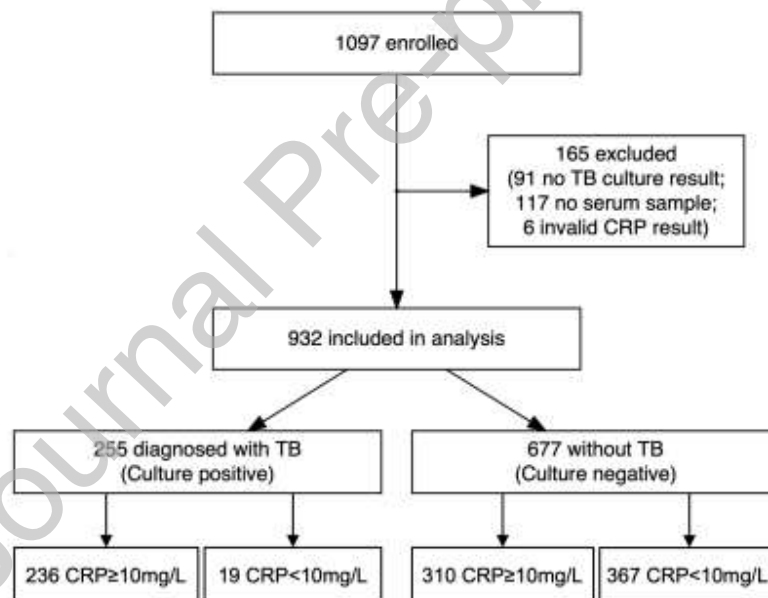 1097 enrolled
165 excluded
(91 no TB culture result;
117 no serum sample;
6 invalid CRP result)
932 included in analysis
255 diagnosed with TB
(Culture positive)
677 without TB
(Culture negative)
236 CRP≥10mg/L
19 CRP<10mg/L
310 CRP≥10mg/L
367 CRP<10mg/L
Journal Pre-p